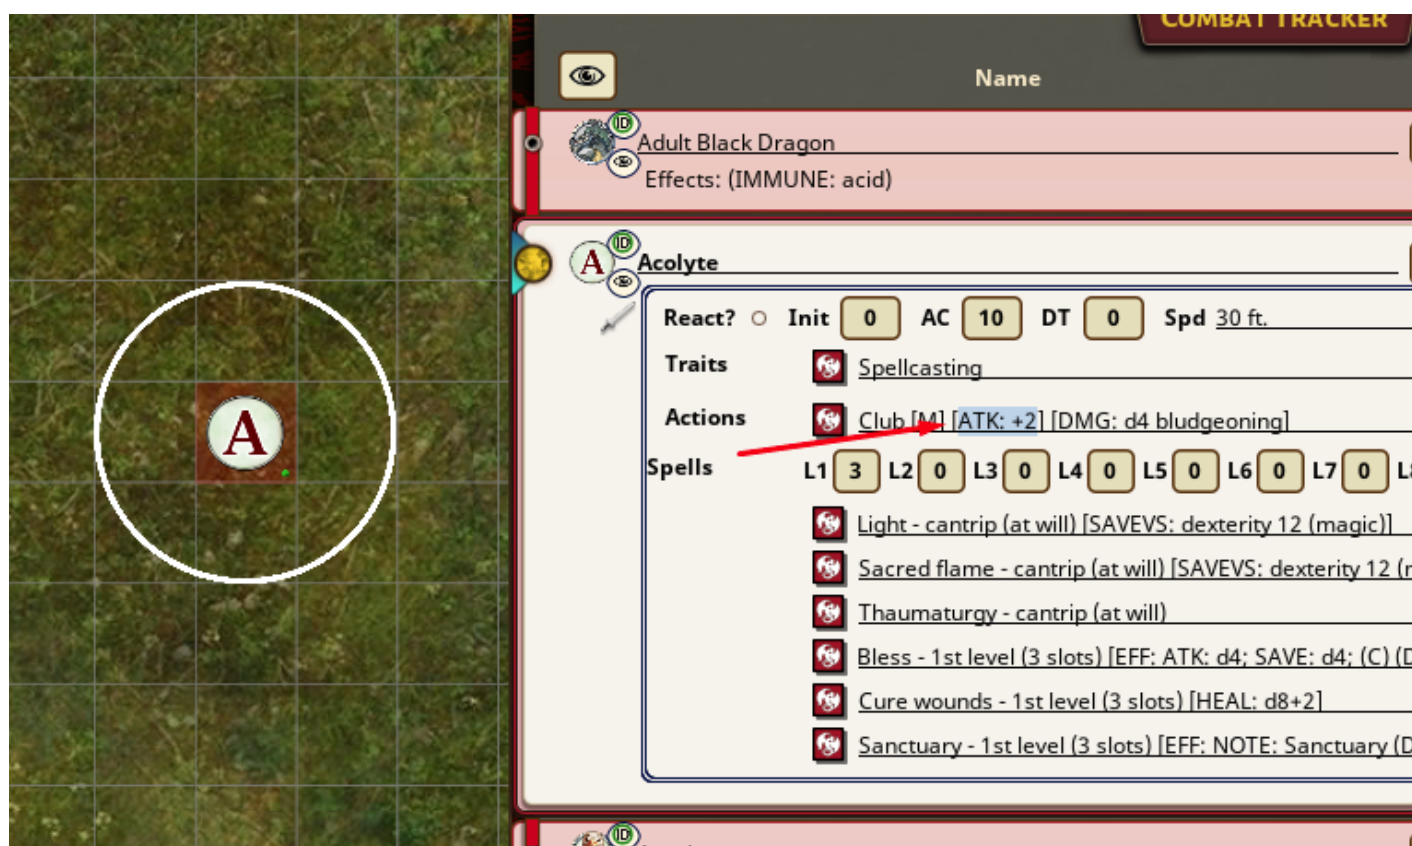 COMBAT TRACKER
Name
ID
Adult Black Dragon
Effects: (IMMUNE: acid)
A
ID
Acolyte
React? Init 0 AC 10 DT 0 Spd 30 ft.
Traits Spellcasting
A
Actions Club [M] [ATK: +2] [DMG: d4 bludgeoning]
Spells L1 3 L2 0 L3 0 L4 0 L5 0 L6 0 L7 0
Light - cantrip (at will) [SAVEVS: dexterity 12 (magic)]
Sacred flame - cantrip (at will) [SAVEVS: dexterity 12 (
Thaumaturgy - cantrip (at will)
Bless - 1st level (3 slots) [EFF: ATK: d4; SAVE: d4; (C) (D
Cure wounds - 1st level (3 slots) [HEAL: d8+2]
Sanctuary - 1st level (3 slots) [EFF: NOTE: Sanctuary (D
ID